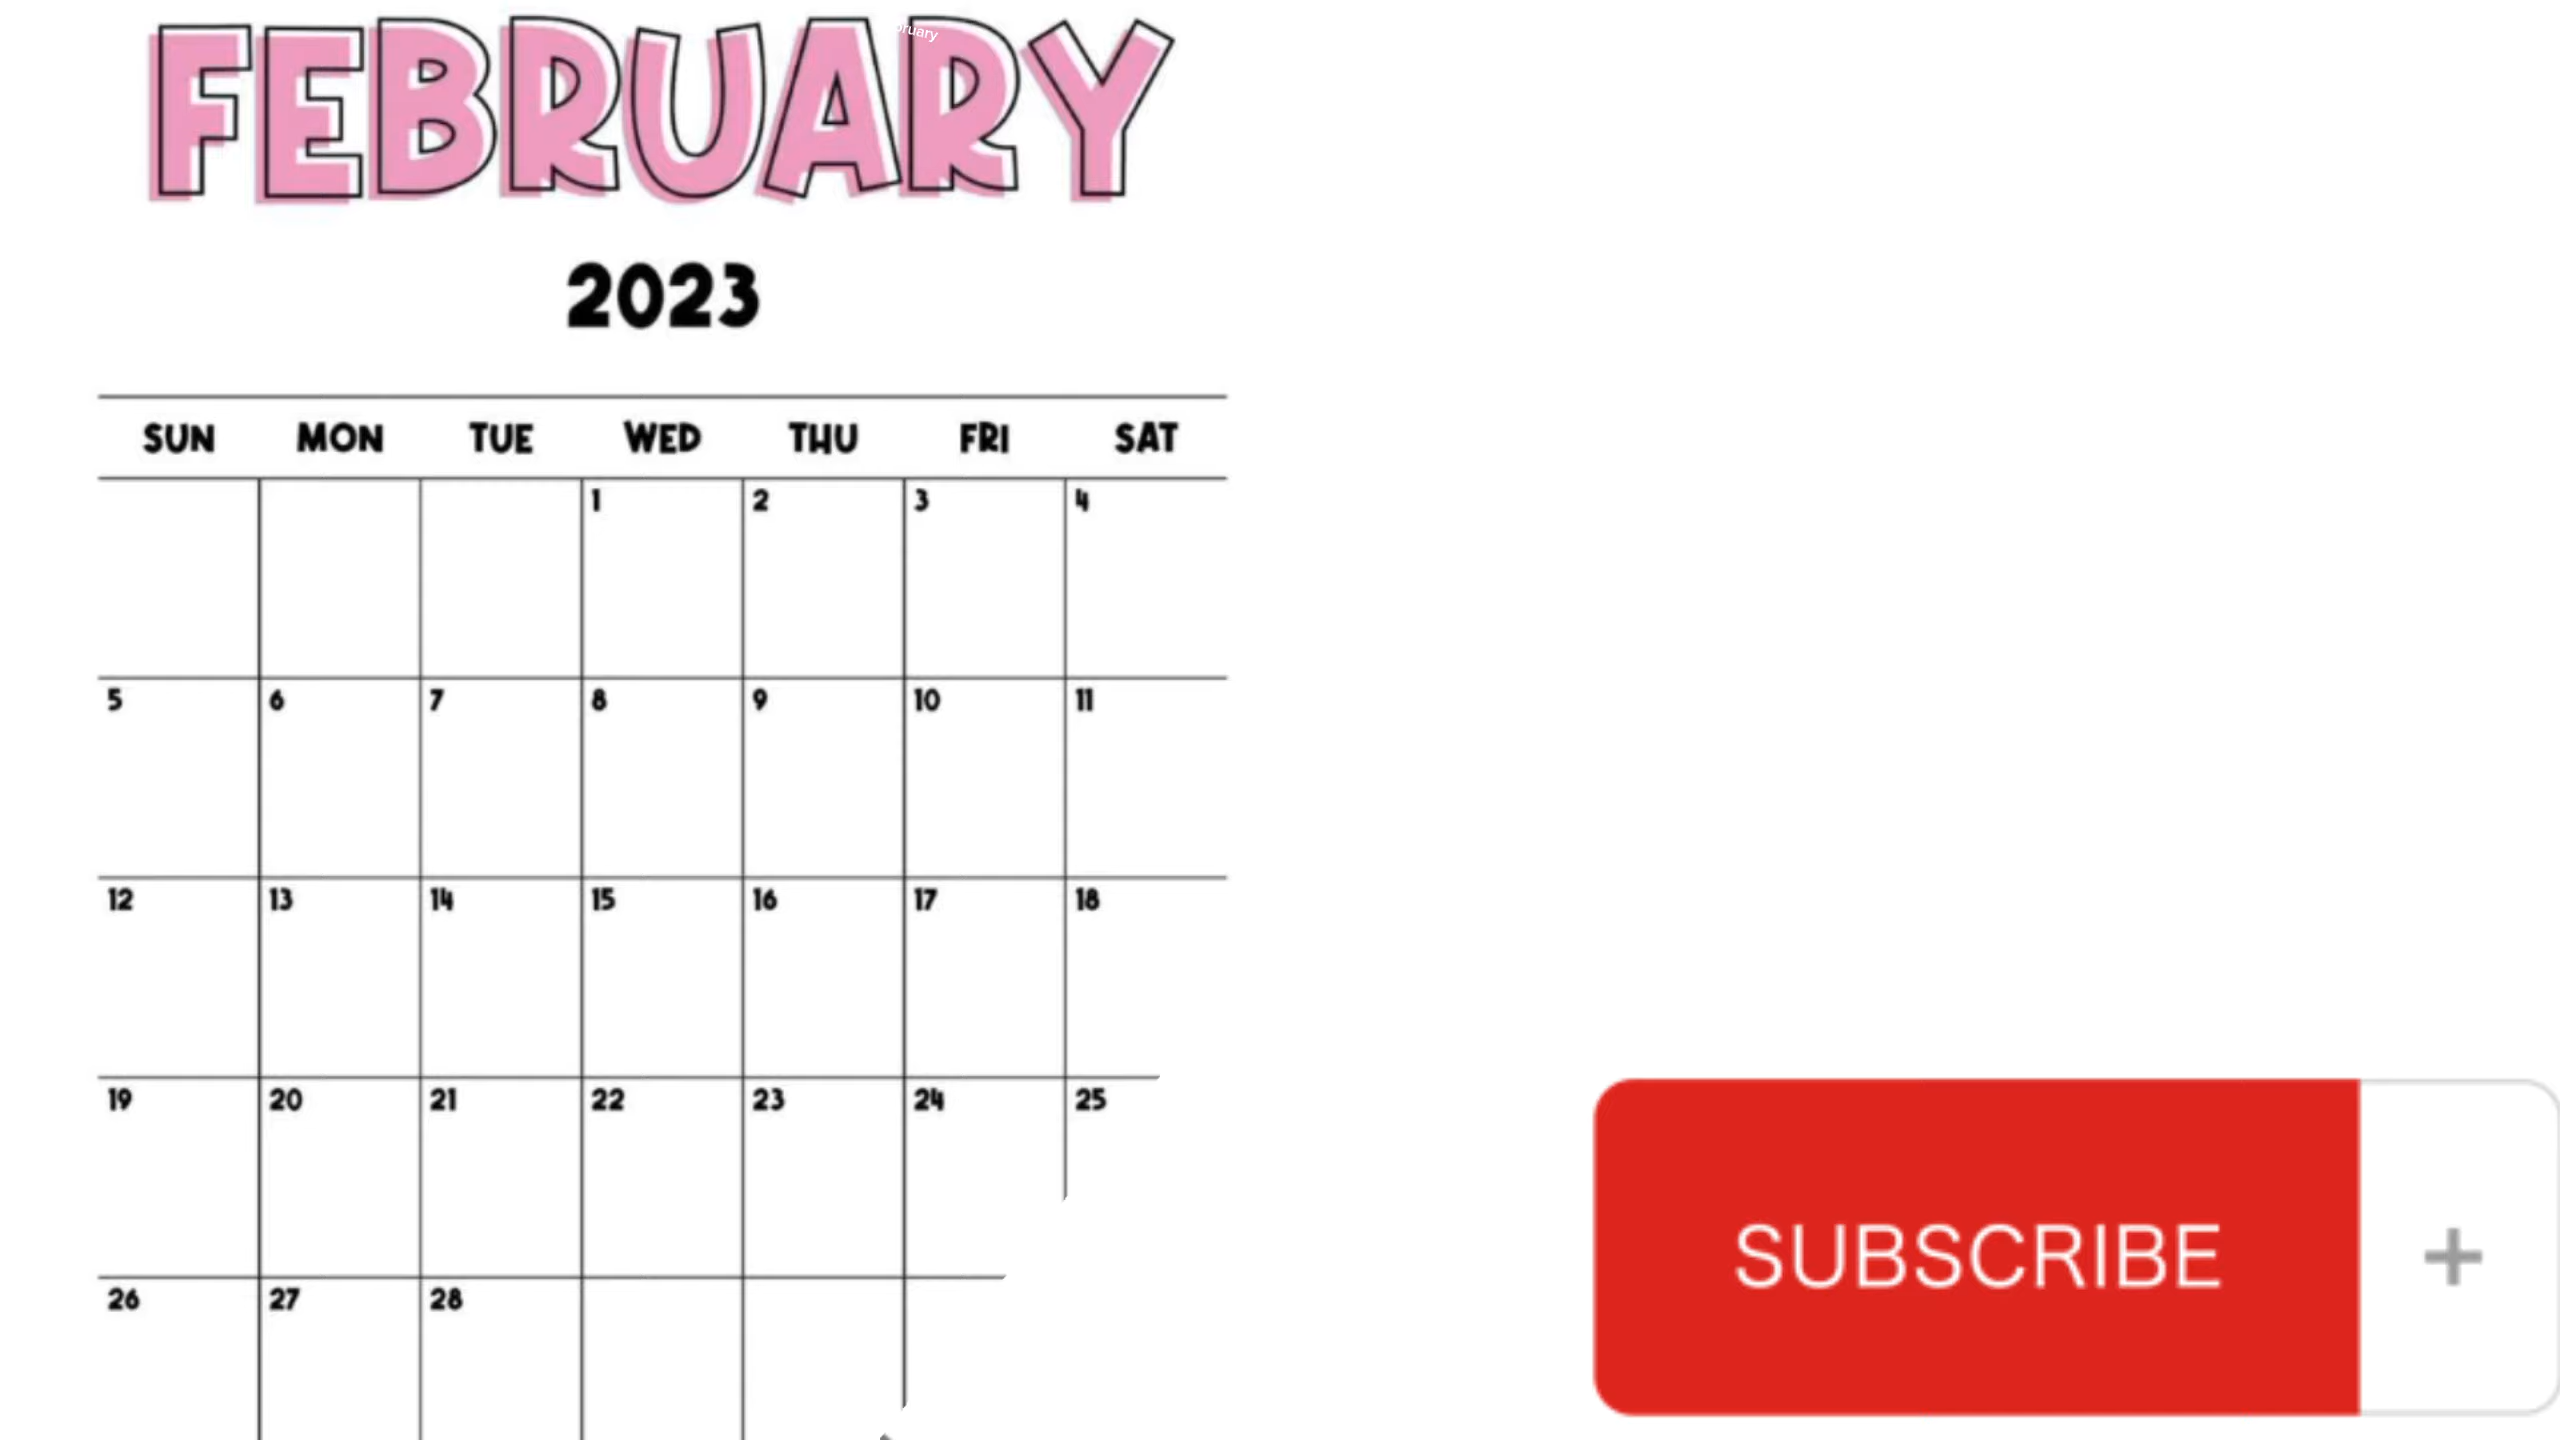 FEBRUARY
2023
SUN MON TUE WED THU FRI SAT
1 2 3 4
5 6 7 8 9 10 11
12 13 14 15 16 17 18
19 20 21 22 23 24 25
26 27 28
SUBSCRIBE +